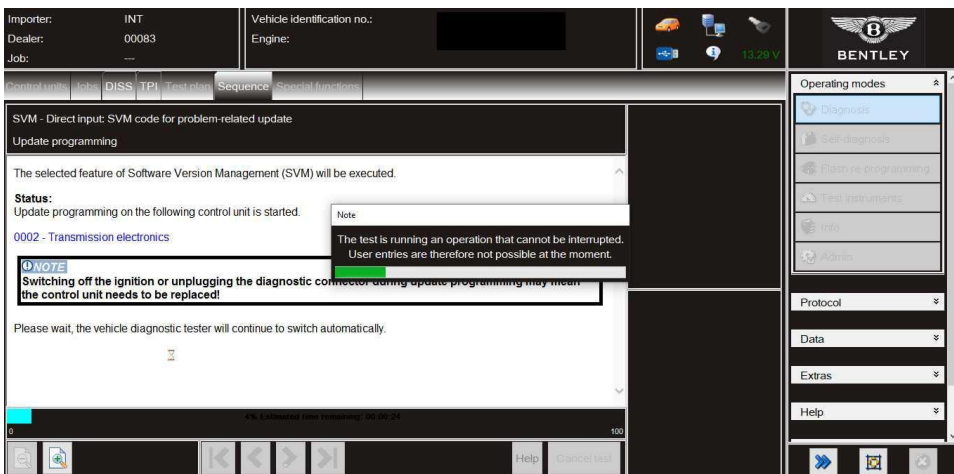 Importer: INT
Dealer: 00083
Job: ---
Vehicle identification no.:
Engine:
13.29 V
B
BENTLEY
Control units Jobs DISS TPI Test plan Sequence Special functions
SVM - Direct input: SVM code for problem-related update
Update programming
The selected feature of Software Version Management (SVM) will be executed.
Status:
Update programming on the following control unit is started.
0002 - Transmission electronics
NOTE
Switching off the ignition or unplugging the diagnostic connector during update programming may mean
the control unit needs to be replaced!
Please wait, the vehicle diagnostic tester will continue to switch automatically.
Note
The test is running an operation that cannot be interrupted.
User entries are therefore not possible at the moment.
4% Estimated time remaining: 00:00:24
0 100
Help Cancel test
Operating modes
Diagnosis
Self-diagnosis
Flash/re-programming
Test instruments
Info
Admin
Protocol
Data
Extras
Help